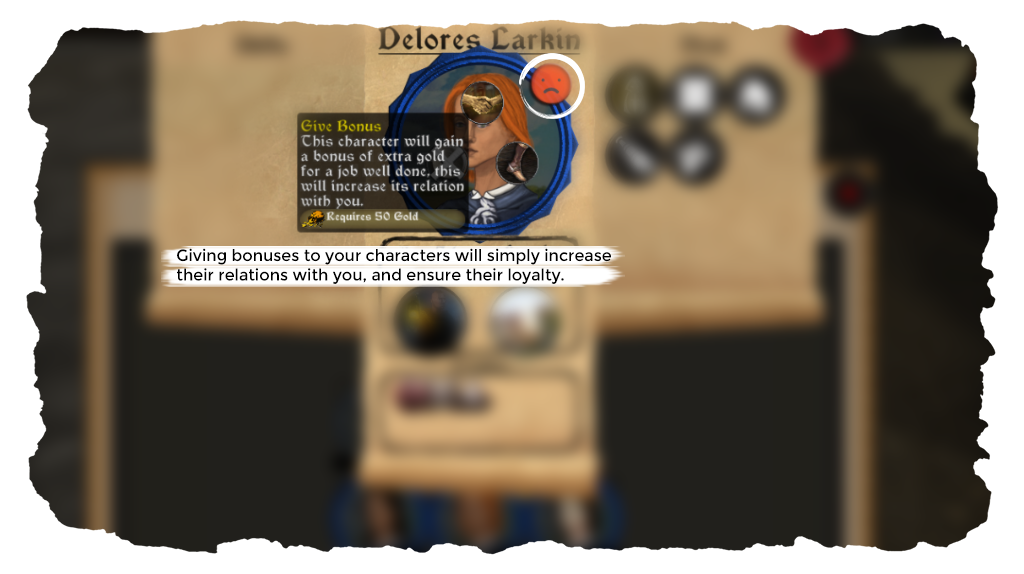 Delores Larkin
Give Bonus
This character will gain
a bonus of extra gold
for a job well done, this
will increase its relation
with you.
Requires 50 Gold
Giving bonuses to your characters will simply increase
their relations with you, and ensure their loyalty.